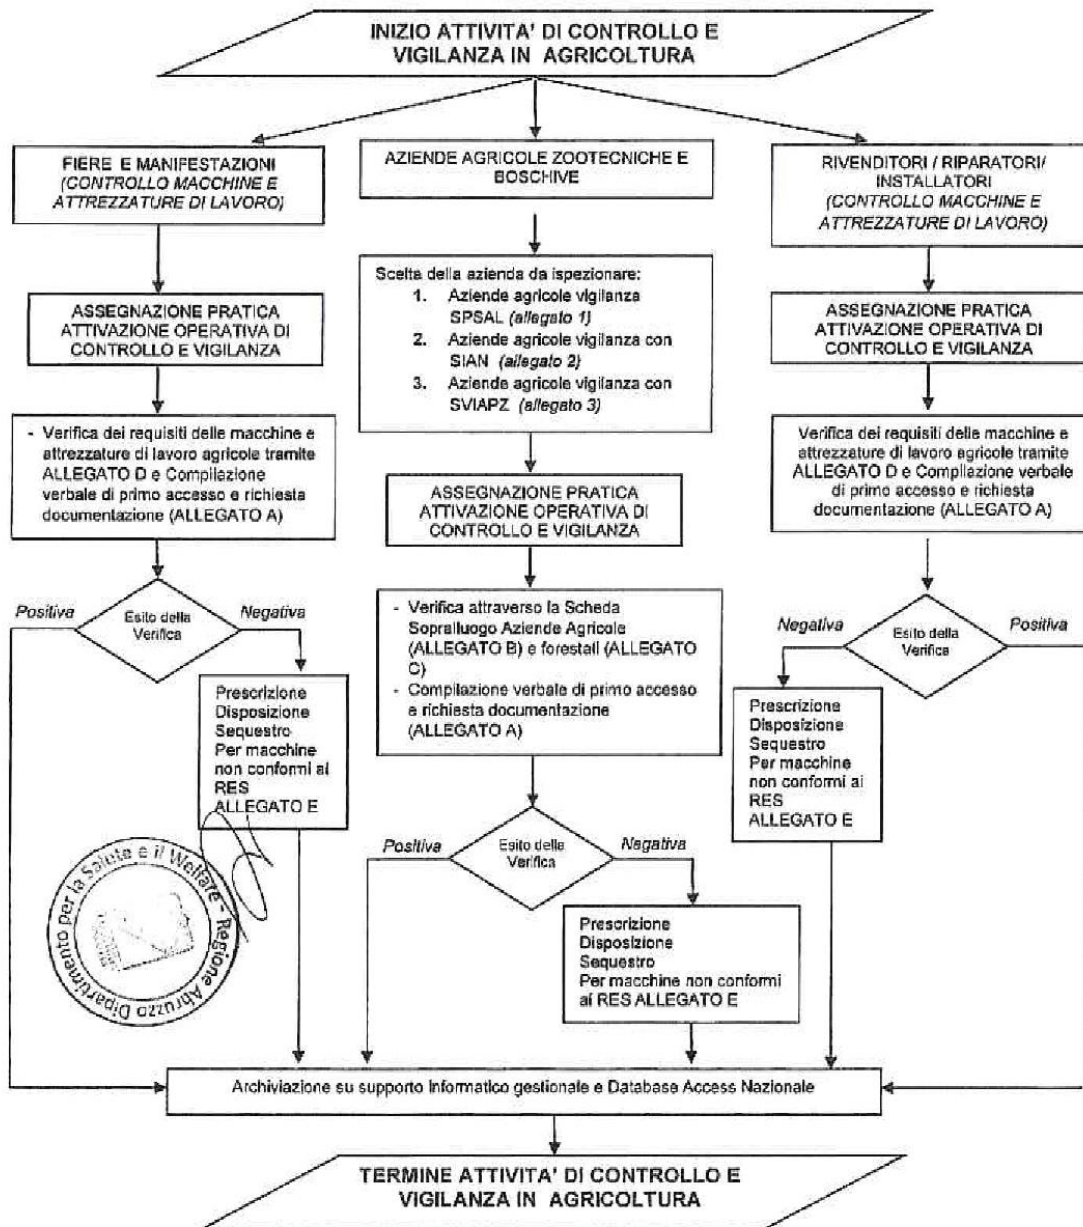 INIZIO ATTIVITA' DI CONTROLLO E
VIGILANZA IN AGRICOLTURA
FIERE E MANIFESTAZIONI
(CONTROLLO MACCHINE E
ATTREZZATURE DI LAVORO)
ASSEGNAZIONE PRATICA
ATTIVAZIONE OPERATIVA DI
CONTROLLO E VIGILANZA
- Verifica dei requisiti delle macchine e
attrezzature di lavoro agricole tramite
ALLEGATO D e Compilazione
verbale di primo accesso e richiesta
documentazione (ALLEGATO A)
Positiva
Esito della
Verifica
Negativa
Prescrizione
Disposizione
Sequestro
Per macchine
non conformi ai
RES
ALLEGATO E
AZIENDE AGRICOLE ZOOTECNICHE E
BOSCHIVE
Scelta della azienda da ispezionare:
1. Aziende agricole vigilanza
SPSAL (allegato 1)
2. Aziende agricole vigilanza con
SIAN (allegato 2)
3. Aziende agricole vigilanza con
SVIAPZ (allegato 3)
ASSEGNAZIONE PRATICA
ATTIVAZIONE OPERATIVA DI
CONTROLLO E VIGILANZA
- Verifica attraverso la Scheda
Sopralluogo Aziende Agricole
(ALLEGATO B) e forestali (ALLEGATO
C)
- Compilazione verbale di primo accesso
e richiesta documentazione
(ALLEGATO A)
Positiva
Esito della
Verifica
Negativa
Prescrizione
Disposizione
Sequestro
Per macchine non conformi
ai RES ALLEGATO E
RIVENDITORI / RIPARATORI/
INSTALLATORI
(CONTROLLO MACCHINE E
ATTREZZATURE DI LAVORO)
ASSEGNAZIONE PRATICA
ATTIVAZIONE OPERATIVA DI
CONTROLLO E VIGILANZA
Verifica dei requisiti delle macchine e
attrezzature di lavoro agricole tramite
ALLEGATO D e Compilazione verbale
di primo accesso e richiesta
documentazione (ALLEGATO A)
Negativa
Esito della
Verifica
Positiva
Prescrizione
Disposizione
Sequestro
Per macchine
non conformi ai
RES
ALLEGATO E
Dipartimento per la Salute e il Welfare - Regione Abruzzo
Archiviazione su supporto informatico gestionale e Database Access Nazionale
TERMINE ATTIVITA' DI CONTROLLO E
VIGILANZA IN AGRICOLTURA